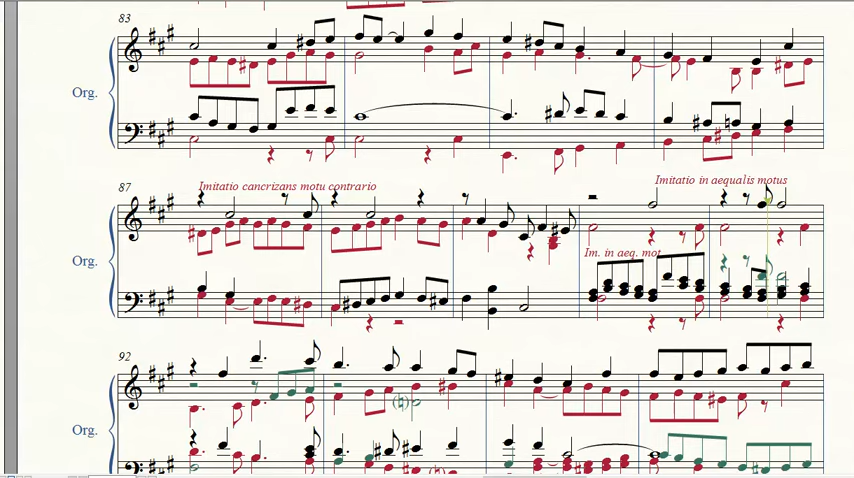 83
Org.
87
Imitatio cancrizans motu contrario
Imitatio in aequalis motus
Im. in aeq. mot
Org.
92
Org.